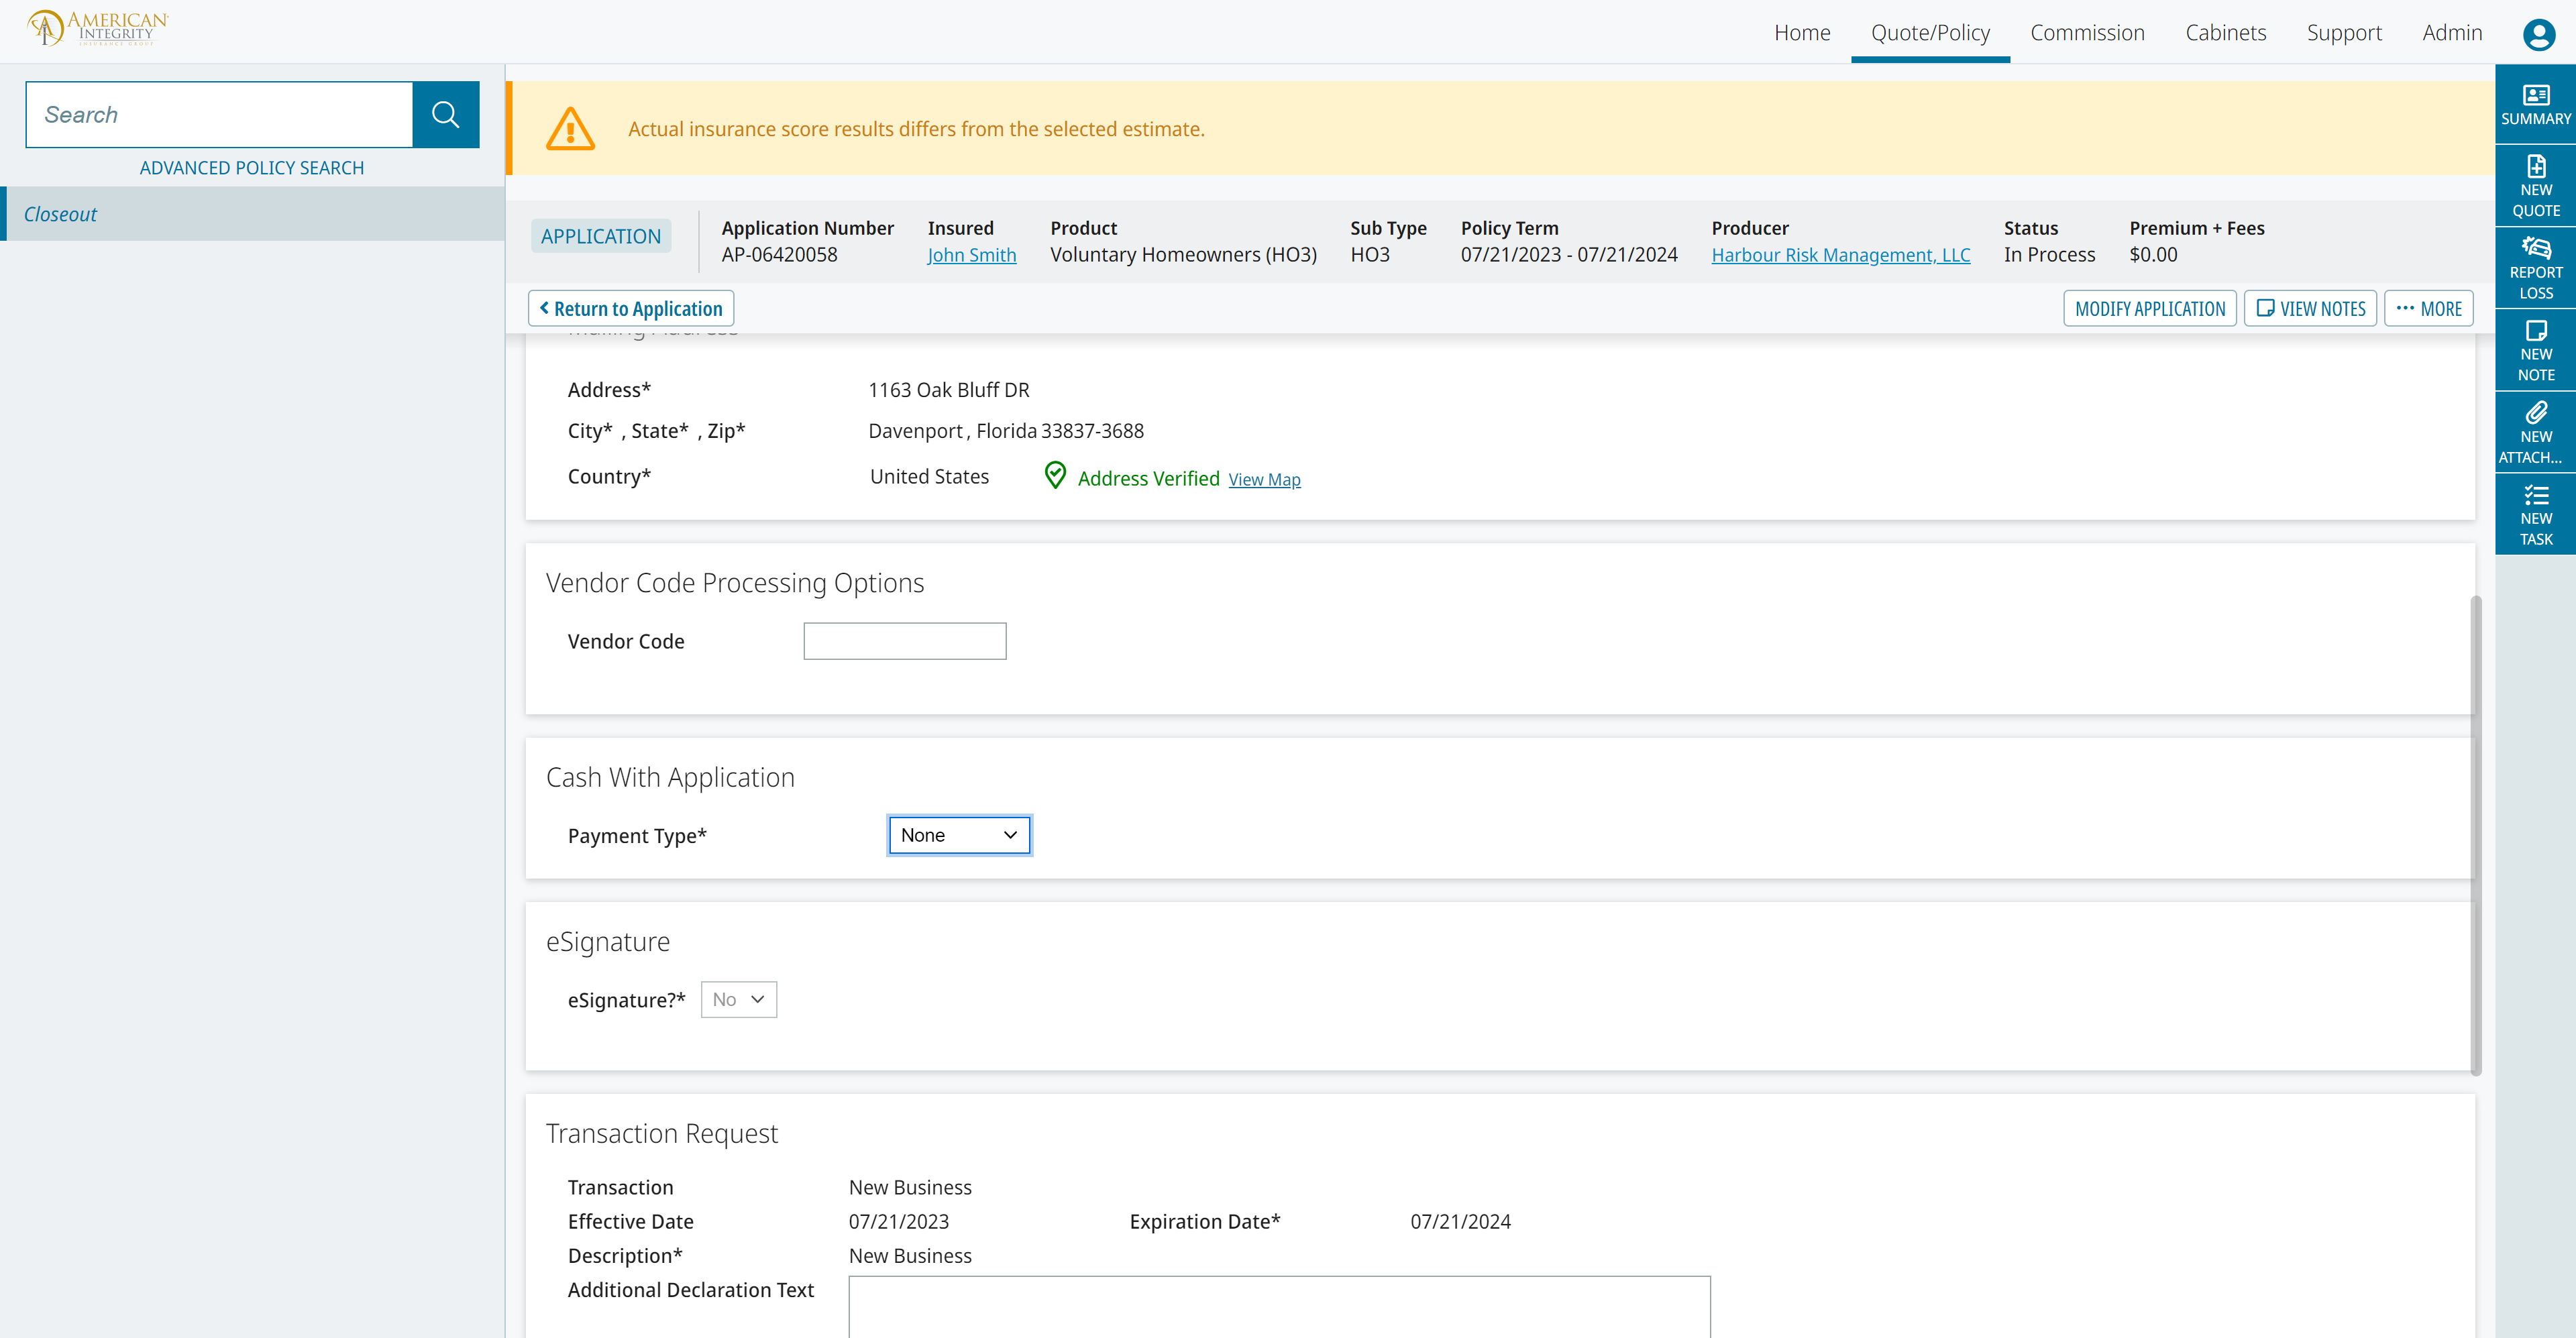 AMERICAN
INTEGRITY
INSURANCE GROUP
Home Quote/Policy Commission Cabinets Support Admin
Search
ADVANCED POLICY SEARCH
Closeout
Actual insurance score results differs from the selected estimate.
APPLICATION
Application Number Insured Product Sub Type Policy Term Producer Status Premium + Fees
AP-06420058 John Smith Voluntary Homeowners (HO3) HO3 07/21/2023 - 07/21/2024 Harbour Risk Management, LLC In Process $0.00
Return to Application MODIFY APPLICATION VIEW NOTES MORE
Mailing Address
Address* 1163 Oak Bluff DR
City* , State* , Zip* Davenport , Florida 33837-3688
Country* United States Address Verified View Map
Vendor Code Processing Options
Vendor Code
Cash With Application
Payment Type* None
eSignature
eSignature?* No
Transaction Request
Transaction New Business
Effective Date 07/21/2023 Expiration Date* 07/21/2024
Description* New Business
Additional Declaration Text
SUMMARY
NEW
QUOTE
REPORT
LOSS
NEW
NOTE
NEW
ATTACH...
NEW
TASK